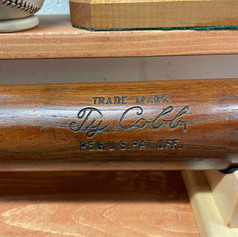 TRADE MARK
Ty. Cobb.
REG. U.S. PAT. OFF.